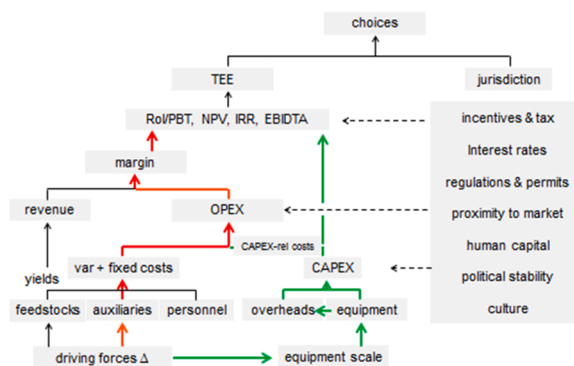 choices
TEE
jurisdiction
RoI/PBT, NPV, IRR, EBIDTA
incentives & tax
Interest rates
margin
regulations & permits
revenue
OPEX
proximity to market
CAPEX-rel costs
human capital
yields
var + fixed costs
CAPEX
political stability
feedstocks
auxiliaries
personnel
overheads
equipment
culture
driving forces Δ
equipment scale